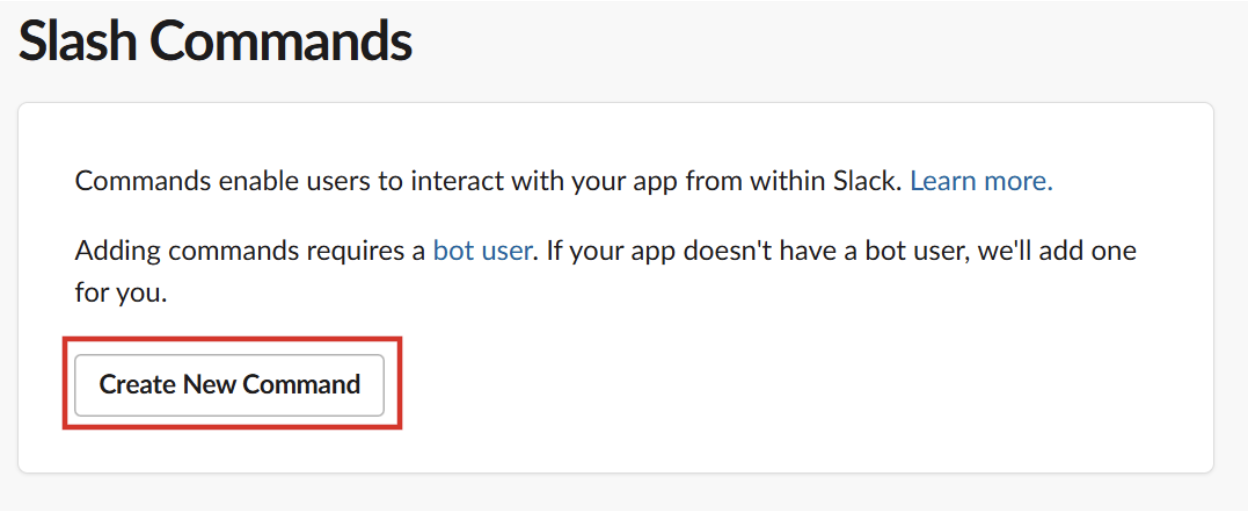 Slash Commands
Commands enable users to interact with your app from within Slack. Learn more.
Adding commands requires a bot user. If your app doesn't have a bot user, we'll add one
for you.
Create New Command